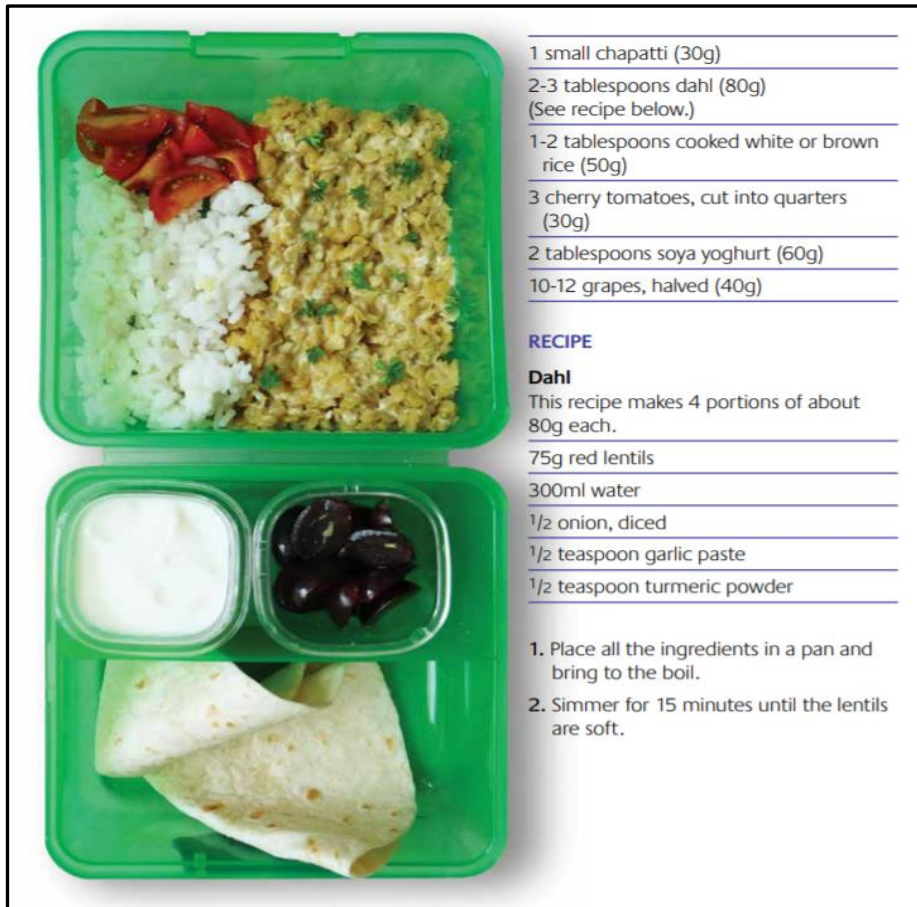 1 small chapatti (30g)
2-3 tablespoons dahl (80g)
(See recipe below.)
1-2 tablespoons cooked white or brown
rice (50g)
3 cherry tomatoes, cut into quarters
(30g)
2 tablespoons soya yoghurt (60g)
10-12 grapes, halved (40g)
RECIPE
Dahl
This recipe makes 4 portions of about
80g each.
75g red lentils
300ml water
1/2 onion, diced
1/2 teaspoon garlic paste
1/2 teaspoon turmeric powder
1. Place all the ingredients in a pan and
bring to the boil.
2. Simmer for 15 minutes until the lentils
are soft.